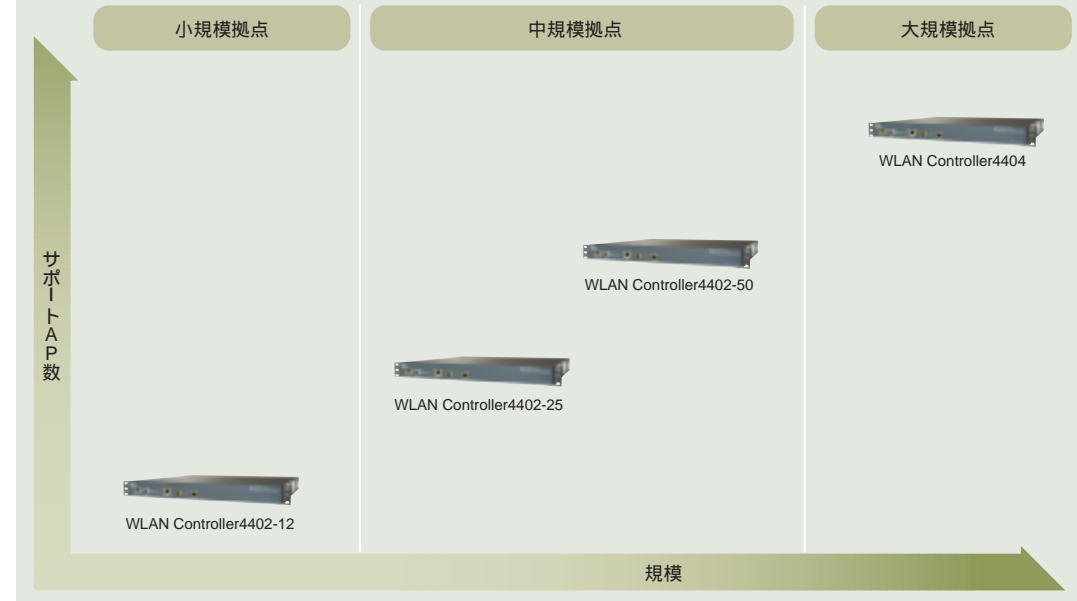 小規模拠点
中規模拠点
大規模拠点
WLAN Controller4404
WLAN Controller4402-50
WLAN Controller4402-25
WLAN Controller4402-12
サポートAP数
規模